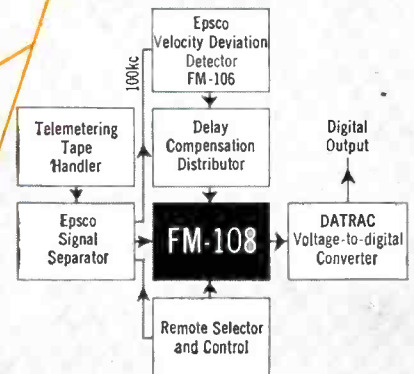 Epsco
Velocity Deviation
Detector
FM-106
100kc
Telemetering
Tape
Handler
Delay
Compensation
Distributor
Digital
Output
Epsco
Signal
Separator
FM-108
DATRAC
Voltage-to-digital
Converter
Remote Selector
and Control